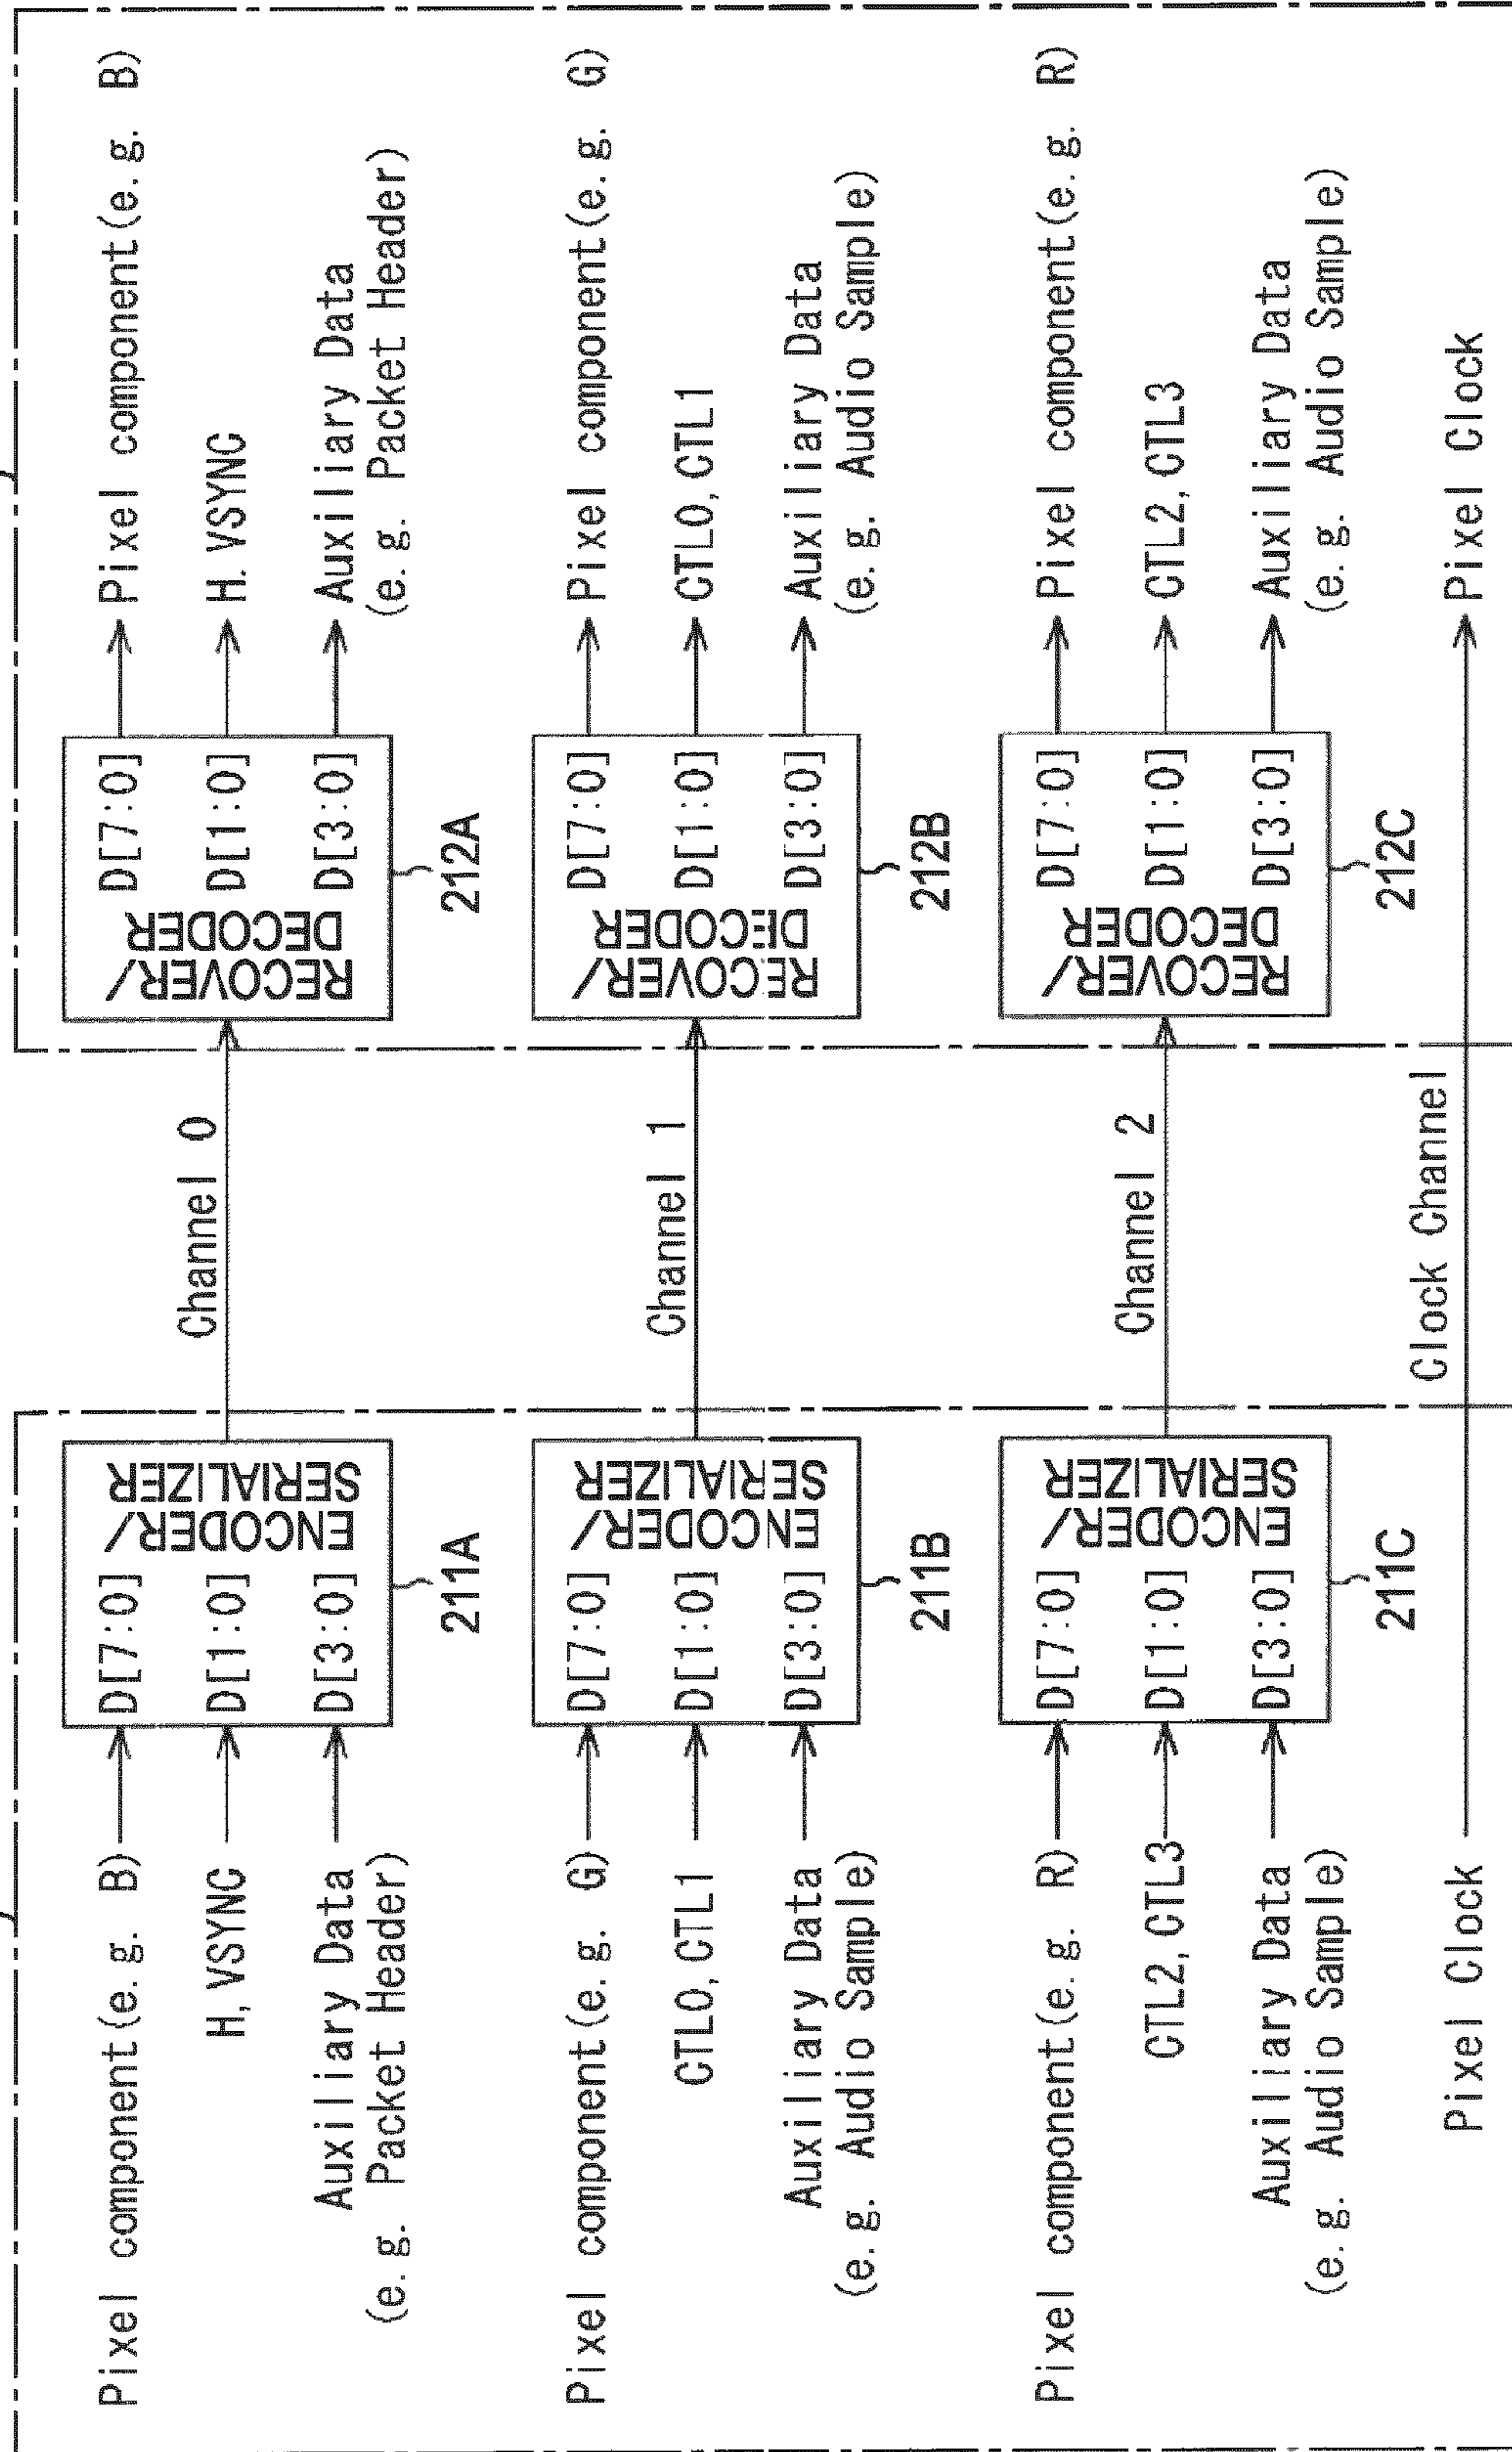 Pixel component(e.g. B)
H, VSYNC
Auxiliary Data
(e.g. Packet Header)
D[7:0]
D[1:0]
D[3:0]
ENCODER/
SERIALIZER
211A
Channel 0
RECOVER/
DECODER
D[7:0]
D[1:0]
D[3:0]
212A
Pixel component(e.g. B)
H. VSYNC
Auxiliary Data
(e.g. Packet Header)
Pixel component(e.g. G)
CTL0, CTL1
Auxiliary Data
(e.g. Audio Sample)
D[7:0]
D[1:0]
D[3:0]
ENCODER/
SERIALIZER
211B
Channel 1
RECOVER/
DECODER
D[7:0]
D[1:0]
D[3:0]
212B
Pixel component(e.g. G)
CTL0, CTL1
Auxiliary Data
(e.g. Audio Sample)
Pixel component(e.g. R)
CTL2, CTL3
Auxiliary Data
(e.g. Audio Sample)
D[7:0]
D[1:0]
D[3:0]
ENCODER/
SERIALIZER
211C
Channel 2
RECOVER/
DECODER
D[7:0]
D[1:0]
D[3:0]
212C
Pixel component(e.g. R)
CTL2, CTL3
Auxiliary Data
(e.g. Audio Sample)
Pixel Clock
Clock Channel
Pixel Clock